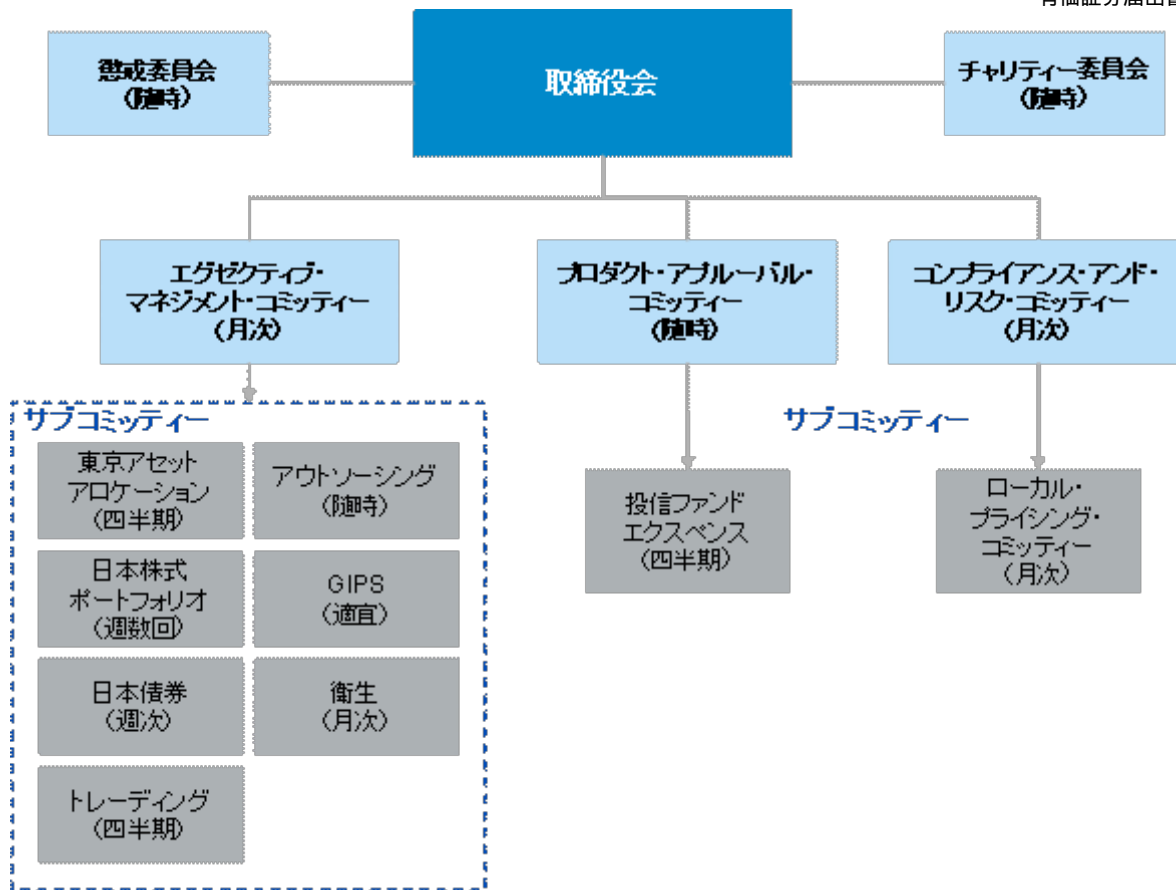 懲戒委員会
(随時)
取締役会
チャリティー委員会
(随時)
エグゼクティブ・
マネジメント・コミッティー
(月次)
プロダクト・アプルーバル・
コミッティー
(随時)
コンプライアンス・アンド・
リスク・コミッティー
(月次)
サブコミッティー
東京アセット
アロケーション
(四半期)
アウトソーシング
(随時)
日本株式
ポートフォリオ
(週数回)
GIPS
(適宜)
日本債券
(週次)
衛生
(月次)
トレーディング
(四半期)
サブコミッティー
投信ファンド
エクスペンス
(四半期)
ローカル・
プライシング・
コミッティー
(月次)